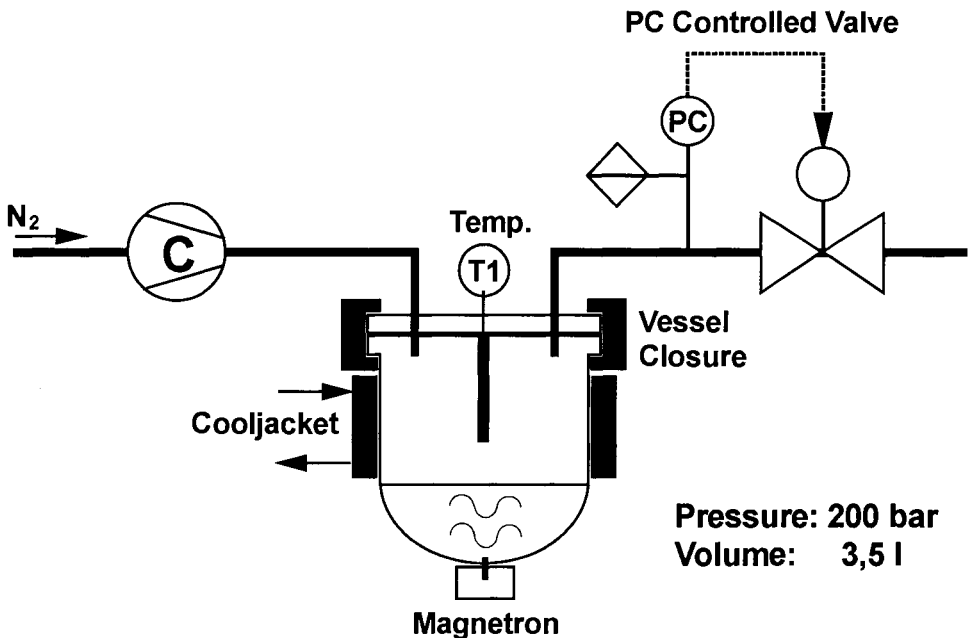 PC Controlled Valve
PC
N₂
C
Temp.
T1
Vessel
Closure
Cooljacket
Pressure: 200 bar
Volume: 3,5 l
Magnetron